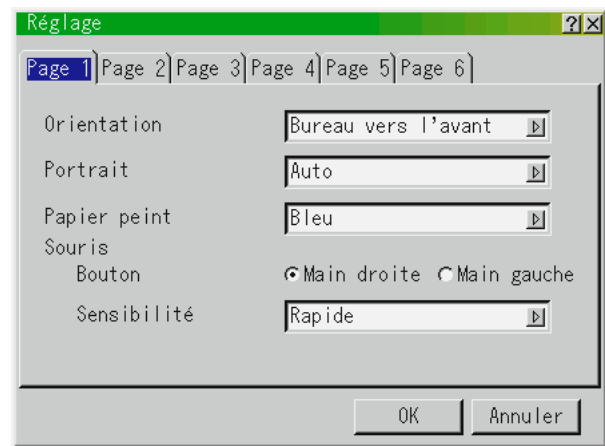 Réglage
Page 1 Page 2 Page 3 Page 4 Page 5 Page 6
Orientation Bureau vers l'avant
Portrait Auto
Papier peint Bleu
Souris
Bouton Main droite Main gauche
Sensibilité Rapide
OK Annuler